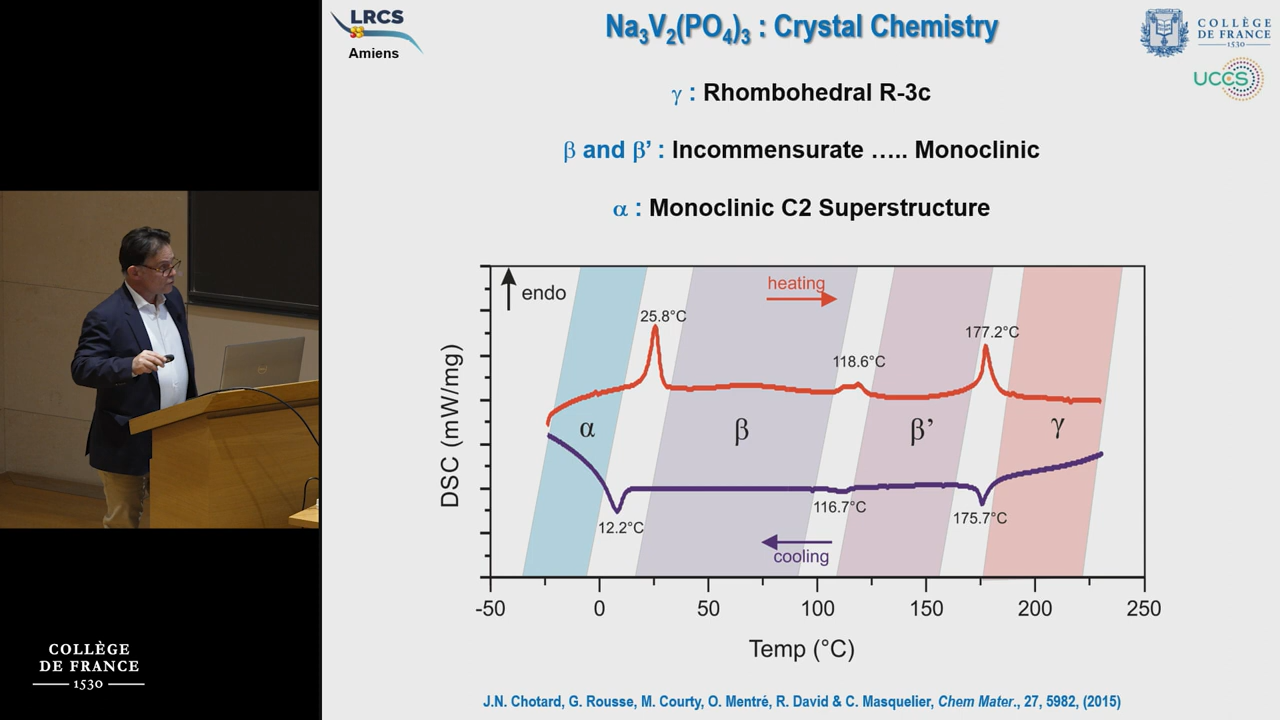 LRCS
Amiens
Na3V2(PO4)3 : Crystal Chemistry
COLLÈGE
DE FRANCE
1530
UCCS
γ : Rhombohedral R-3c
β and β’ : Incommensurate ….. Monoclinic
α : Monoclinic C2 Superstructure
endo
heating
25.8°C
118.6°C
177.2°C
α
β
β’
γ
DSC (mW/mg)
12.2°C
116.7°C
175.7°C
cooling
-50 0 50 100 150 200 250
Temp (°C)
J.N. Chotard, G. Rousse, M. Courty, O. Mentré, R. David & C. Masquelier, Chem Mater., 27, 5982, (2015)
COLLÈGE
DE FRANCE
1530